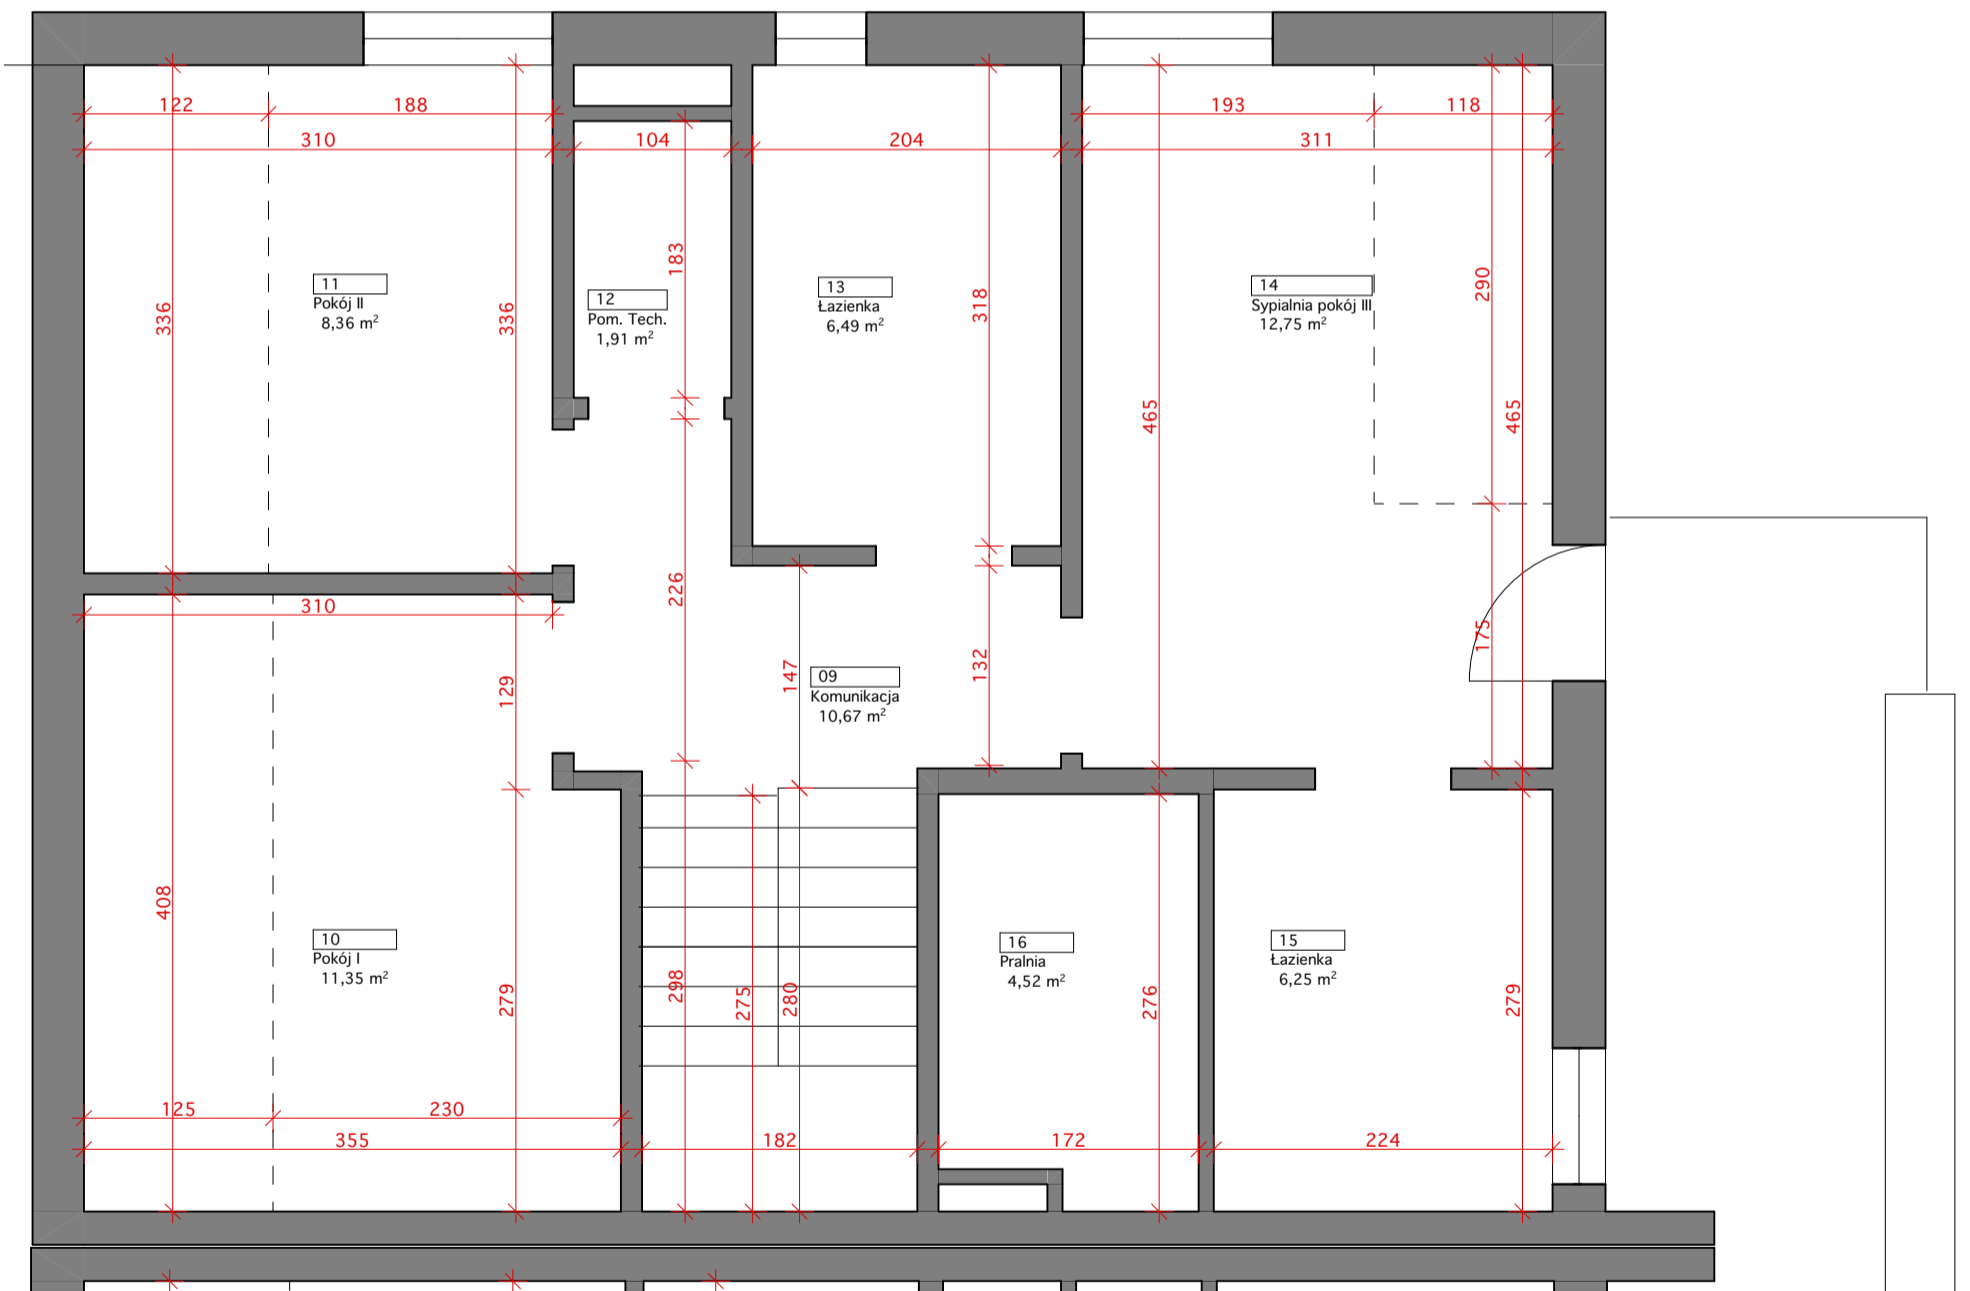 122
188
193
118
310
104
204
311
183
290
318
336
336
11
Pokój II
8,36 m²
12
Pom. Tech.
1,91 m²
13
Łazienka
6,49 m²
14
Sypialnia pokój III
12,75 m²
465
465
226
310
175
129
147
132
09
Komunikacja
10,67 m²
408
10
Pokój I
11,35 m²
16
Pralnia
4,52 m²
15
Łazienka
6,25 m²
279
298
275
280
276
279
125
230
355
182
172
224